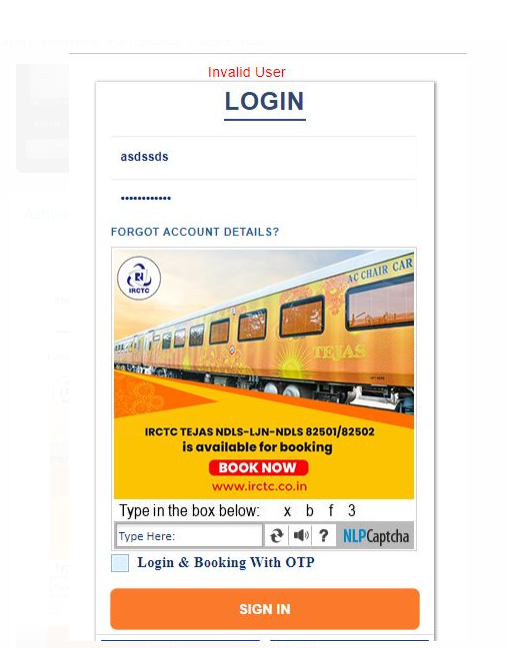 Invalid User
LOGIN
asdssds
••••••••••••
FORGOT ACCOUNT DETAILS?
IRCTC
AC CHAIR CAR
TEJAS
IRCTC TEJAS NDLS-LJN-NDLS 82501/82502
is available for booking
BOOK NOW
www.irctc.co.in
Type in the box below: x b f 3
Type Here: ? NLPCaptcha
Login & Booking With OTP
SIGN IN